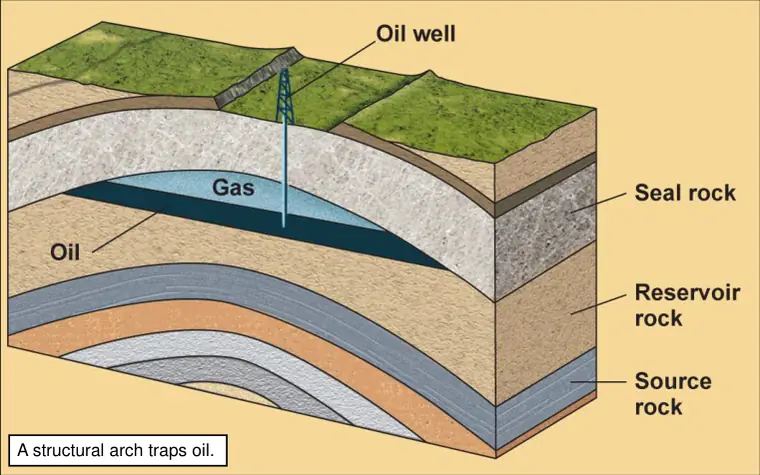 Oil well
Gas
Seal rock
Oil
Reservoir
rock
Source
rock
A structural arch traps oil.